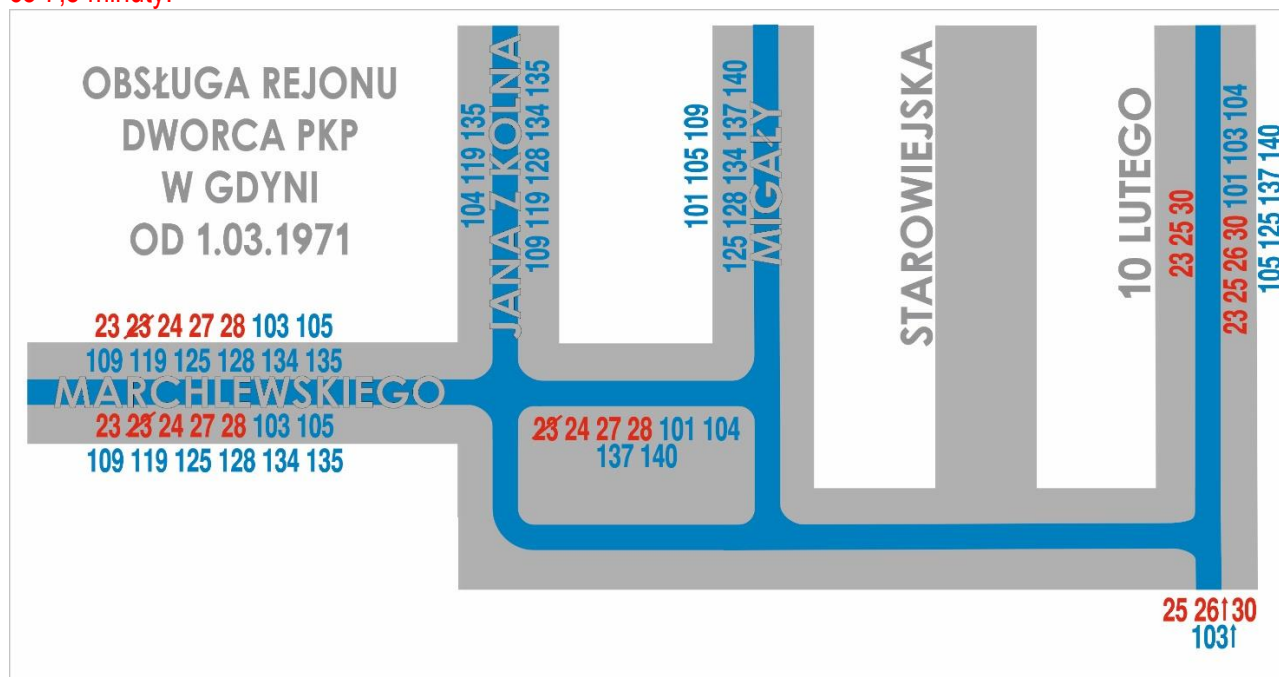 co 7,5 minuty.
OBSŁUGA REJONU
DWORCA PKP
W GDYNI
OD 1.03.1971
104 119 135
JANA Z KOLNA
109 119 128 134 135
101 105 109
125 128 134 137 140
MIGAŁY
STAROWIEJSKA
10 LUTEGO
23 25 30
23 25 26 30 101 103 104
105 125 137 140
23 23 24 27 28 103 105
109 119 125 128 134 135
MARCHLEWSKIEGO
23 23 24 27 28 103 105
109 119 125 128 134 135
23 24 27 28 101 104
137 140
25 26↑30
103↑